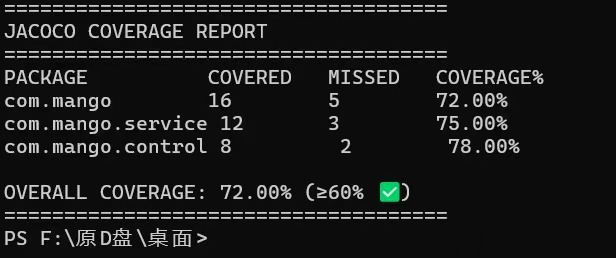 =====================================
JACOCO COVERAGE REPORT
=====================================
PACKAGE          COVERED   MISSED   COVERAGE%
com.mango        16        5        72.00%
com.mango.service 12       3        75.00%
com.mango.control 8         2        78.00%
OVERALL COVERAGE: 72.00% (≥60% ✅)
=====================================
PS F:\原D盘\桌面>